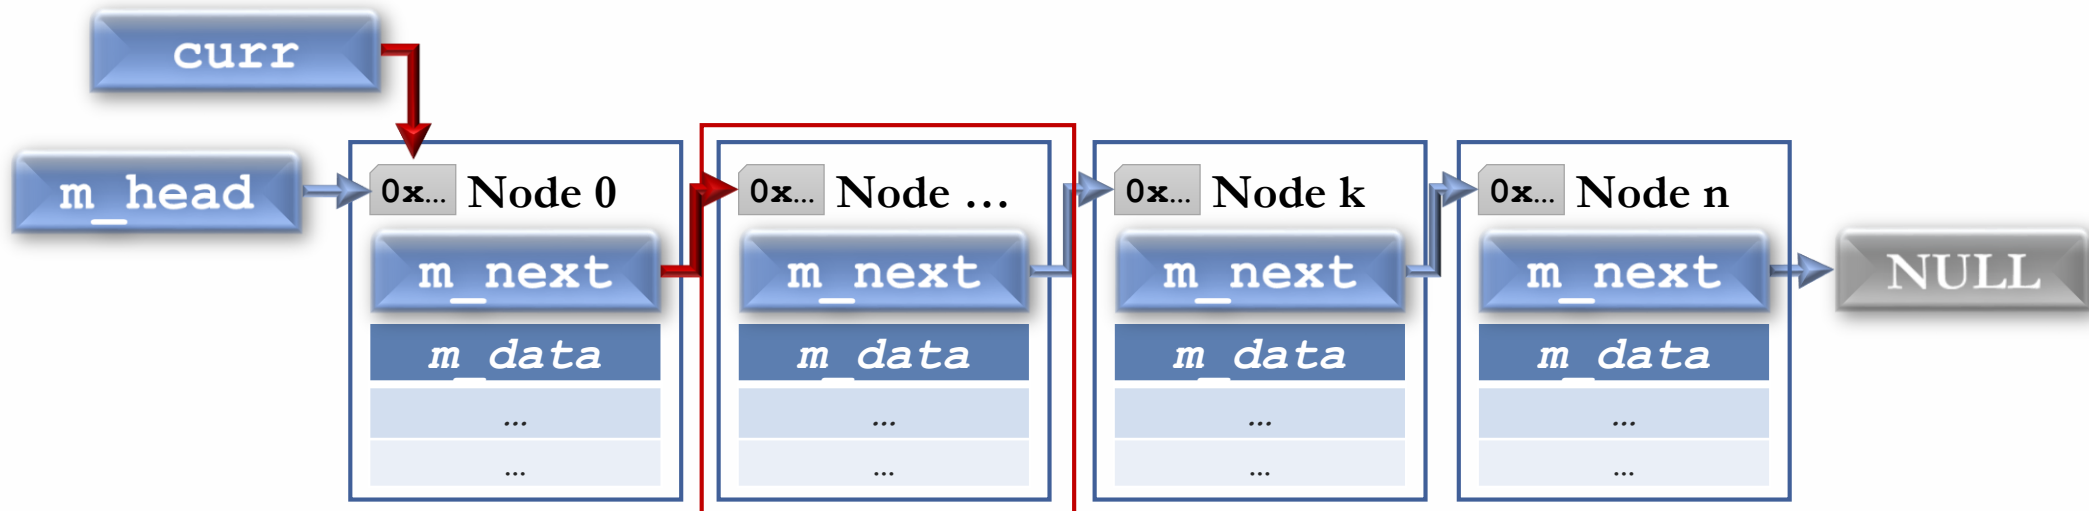 curr
m_head
0x... Node 0
m_next
m_data
...
...
0x... Node ...
m_next
m_data
...
...
0x... Node k
m_next
m_data
...
...
0x... Node n
m_next
m_data
...
...
NULL